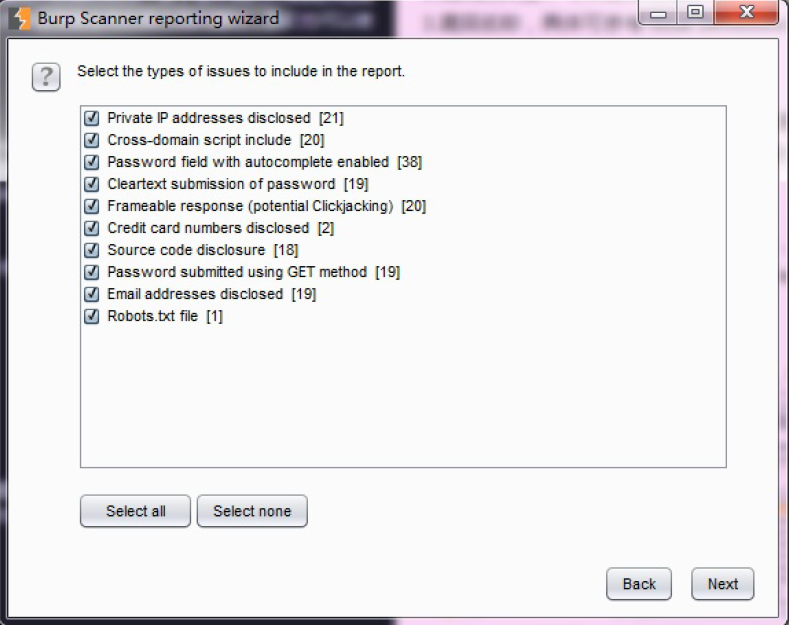 Burp Scanner reporting wizard
Select the types of issues to include in the report.
Private IP addresses disclosed [21]
Cross-domain script include [20]
Password field with autocomplete enabled [38]
Cleartext submission of password [19]
Frameable response (potential Clickjacking) [20]
Credit card numbers disclosed [2]
Source code disclosure [18]
Password submitted using GET method [19]
Email addresses disclosed [19]
Robots.txt file [1]
Select all
Select none
Back
Next